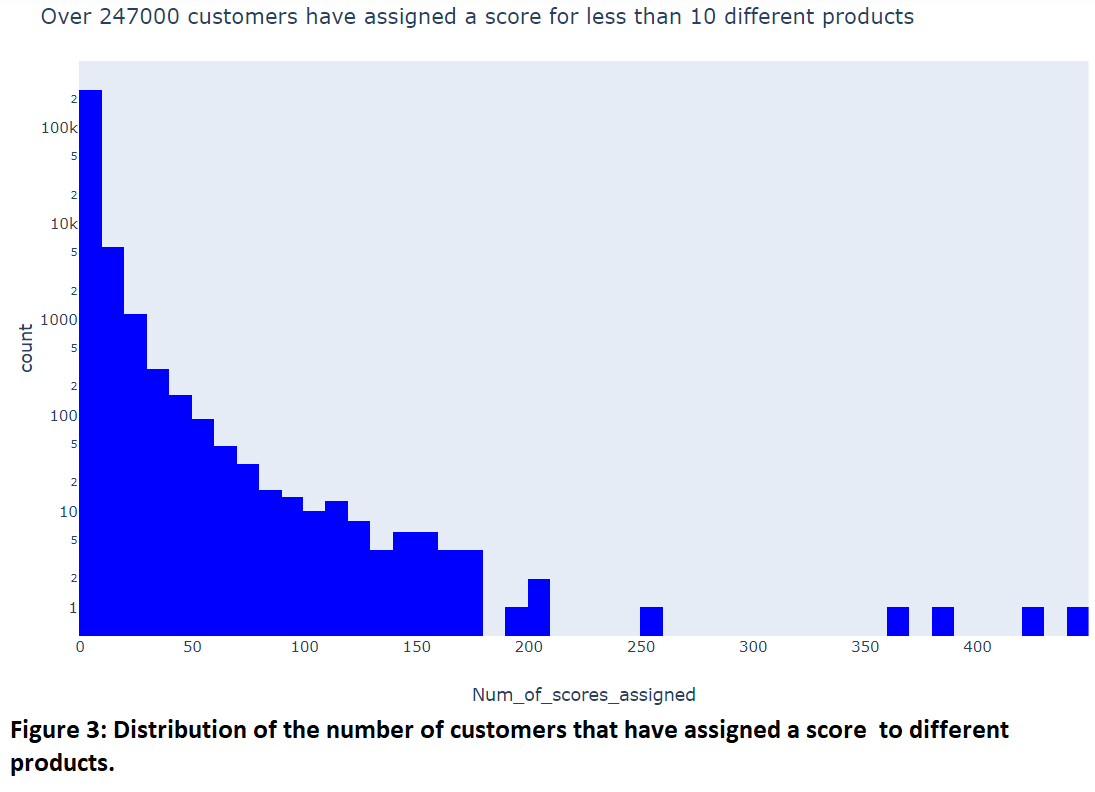 Over 247000 customers have assigned a score for less than 10 different products
2
100k
5
2
10k
5
2
1000
5
2
100
5
2
10
5
2
1
count
0 50 100 150 200 250 300 350 400
Num_of_scores_assigned
Figure 3: Distribution of the number of customers that have assigned a score  to different
products.